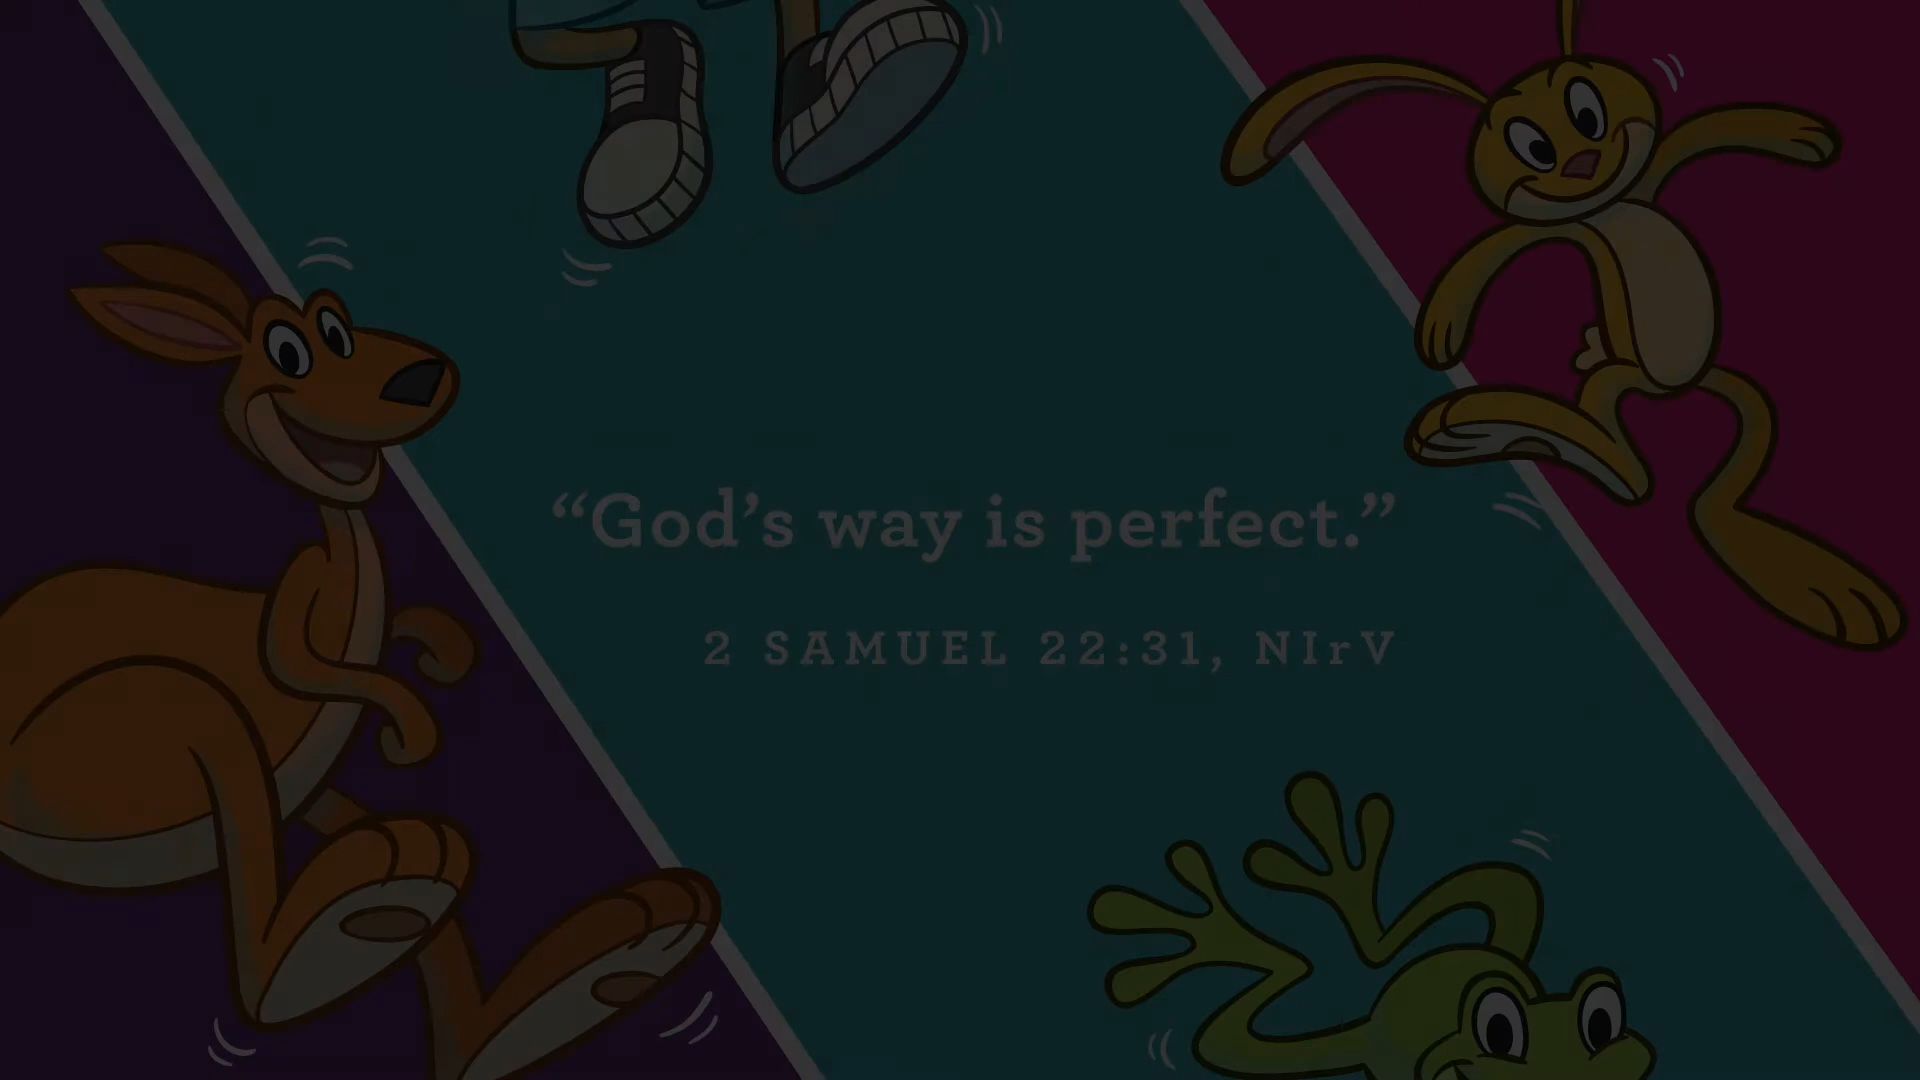 “God’s way is perfect.”
2 SAMUEL 22:31, NIrV